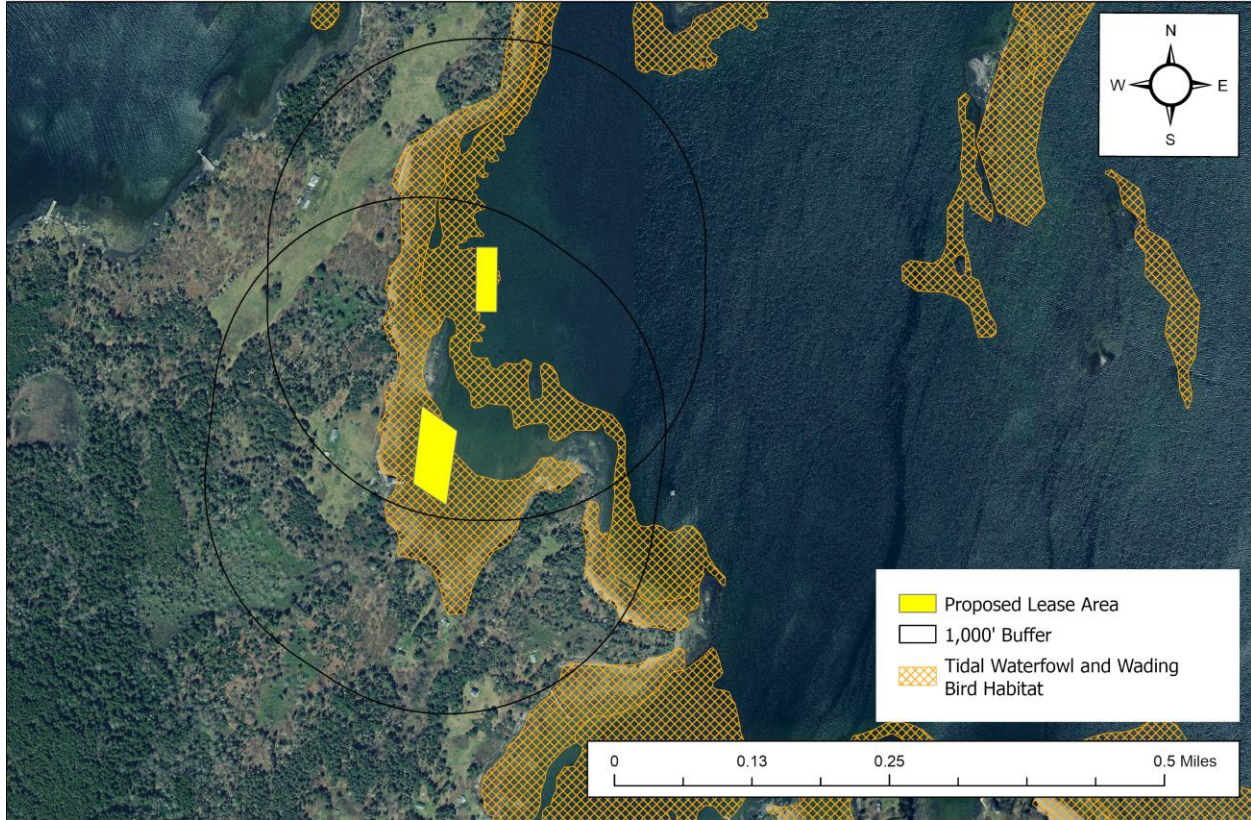 N
W E
S
Proposed Lease Area
1,000' Buffer
Tidal Waterfowl and Wading
Bird Habitat
0 0.13 0.25 0.5 Miles